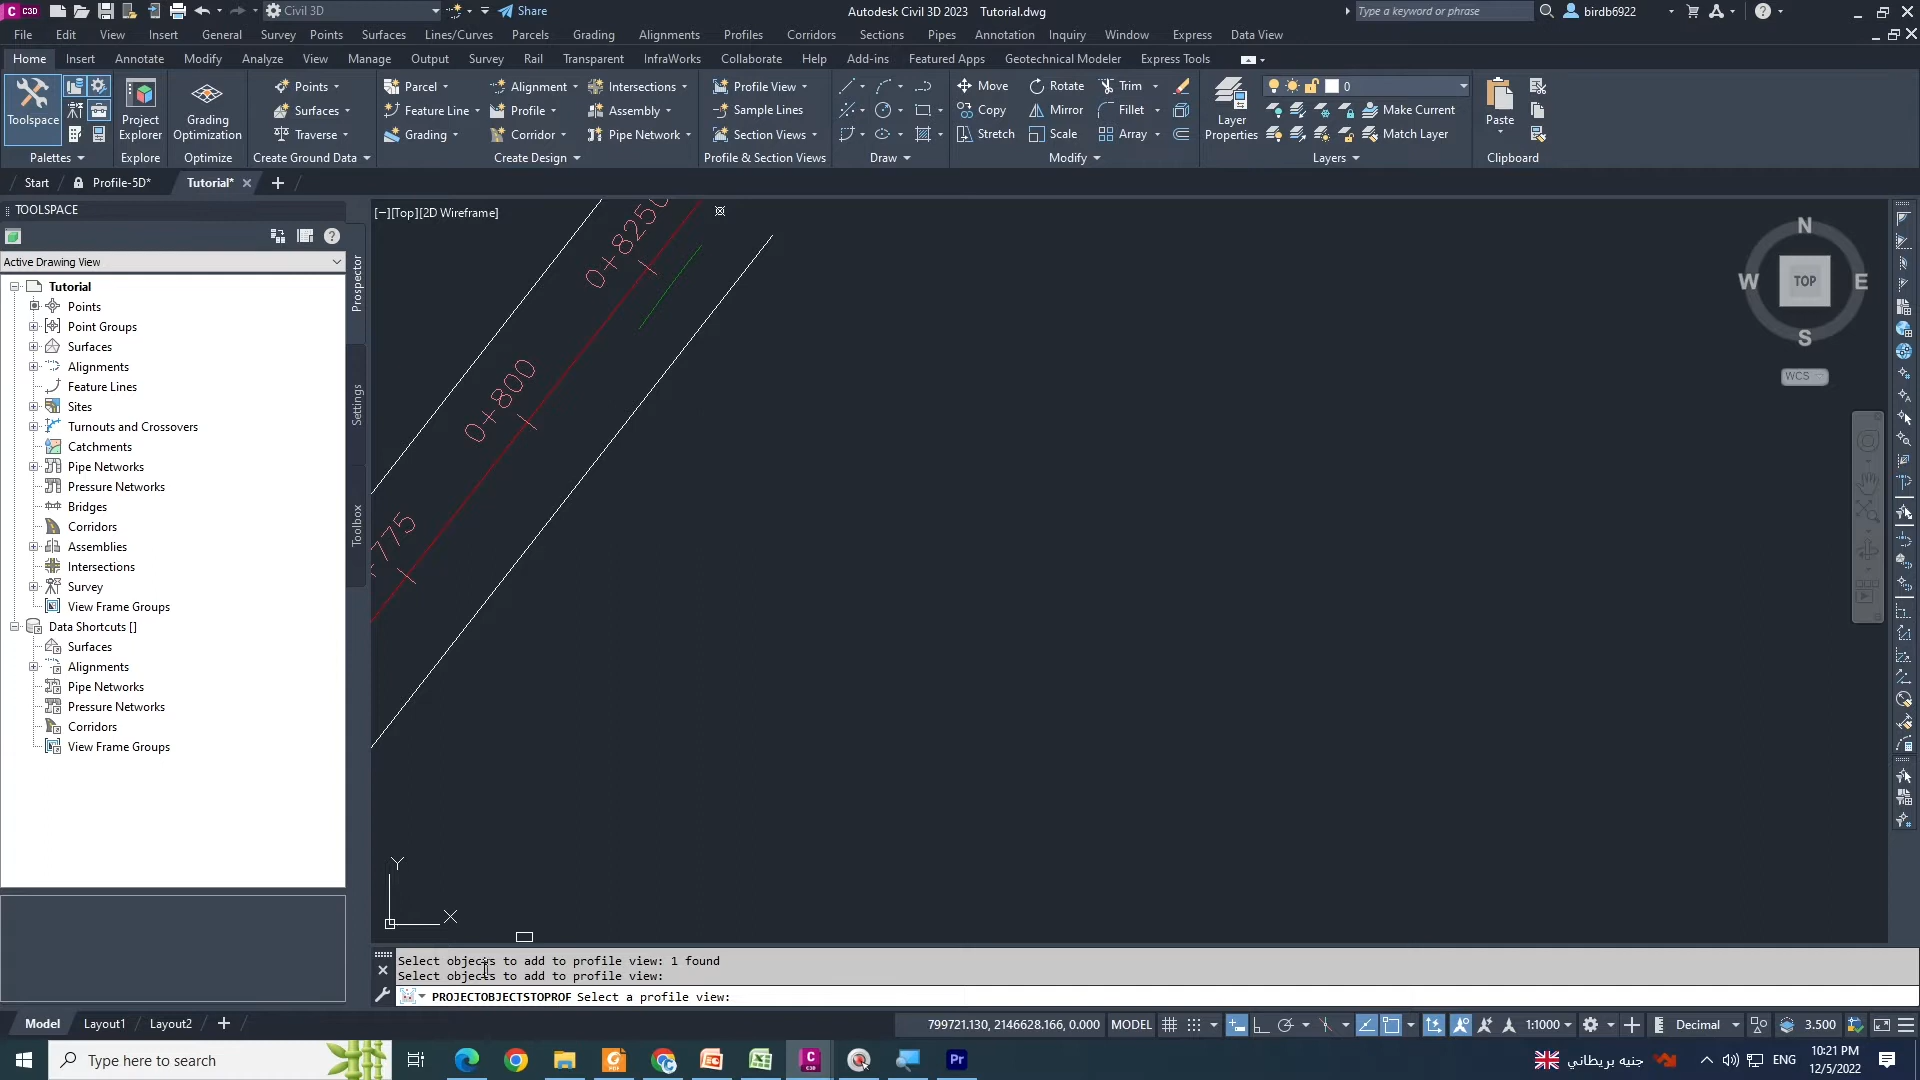 C3D
Civil 3D
Share
Autodesk Civil 3D 2023 Tutorial.dwg
Type a keyword or phrase
birdb6922
File Edit View Insert General Survey Points Surfaces Lines/Curves Parcels Grading Alignments Profiles Corridors Sections Pipes Annotation Inquiry Window Express Data View
Home Insert Annotate Modify Analyze View Manage Output Survey Rail Transparent InfraWorks Collaborate Help Add-ins Featured Apps Geotechnical Modeler Express Tools
Points Parcel Alignment Intersections Profile View Move Rotate Trim 0
Surfaces Feature Line Profile Assembly Sample Lines Copy Mirror Fillet Make Current
Toolspace Project Explorer Grading Optimization Layer Properties Paste
Traverse Grading Corridor Pipe Network Section Views Stretch Scale Array Match Layer
Palettes Explore Optimize Create Ground Data Create Design Profile & Section Views Draw Modify Layers Clipboard
Start Profile-5D* Tutorial*
TOOLSPACE
Active Drawing View
Prospector
Settings
Toolbox
Tutorial
Points
Point Groups
Surfaces
Alignments
Feature Lines
Sites
Turnouts and Crossovers
Catchments
Pipe Networks
Pressure Networks
Bridges
Corridors
Assemblies
Intersections
Survey
View Frame Groups
Data Shortcuts []
Surfaces
Alignments
Pipe Networks
Pressure Networks
Corridors
View Frame Groups
[−][Top][2D Wireframe]
0+825
0+800
+775
N
W TOP E
S
WCS
Y
X
Select objects to add to profile view: 1 found
Select objects to add to profile view:
PROJECTOBJECTSTOPROF Select a profile view:
Model Layout1 Layout2
799721.130, 2146628.166, 0.000 MODEL 1:1000 Decimal 3.500
Type here to search
Pr
جنيه بريطاني
ENG
10:21 PM
12/5/2022